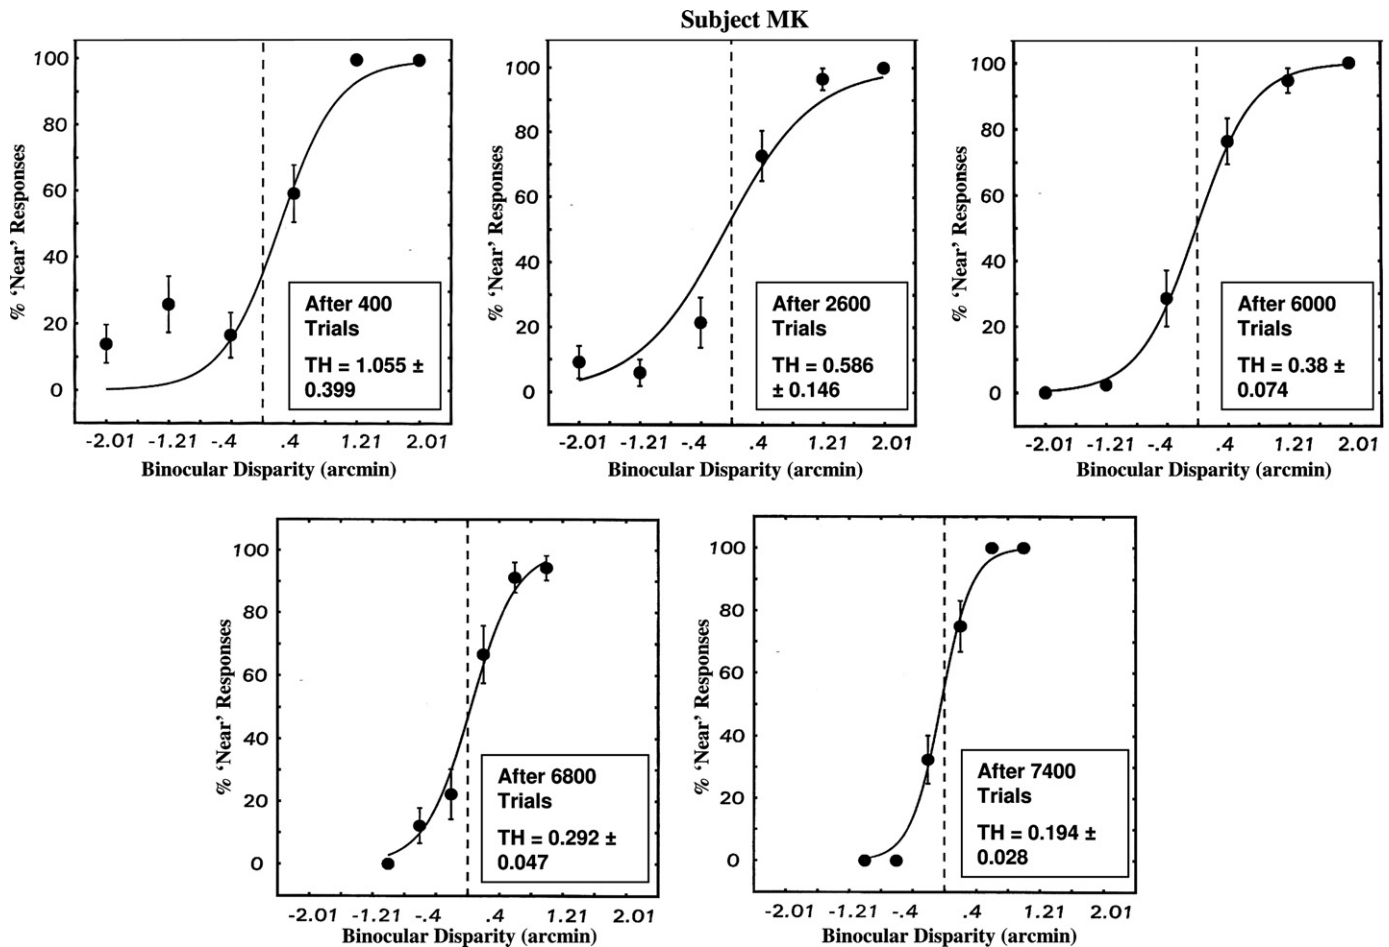 Subject MK
% ‘Near’ Responses
100
80
60
40
20
0
After 400
Trials
TH = 1.055 ±
0.399
-2.01 -1.21 -.4 .4 1.21 2.01
Binocular Disparity (arcmin)
% ‘Near’ Responses
100
80
60
40
20
0
After 2600
Trials
TH = 0.586
± 0.146
-2.01 -1.21 -.4 .4 1.21 2.01
Binocular Disparity (arcmin)
% ‘Near’ Responses
100
80
60
40
20
0
After 6000
Trials
TH = 0.38 ±
0.074
-2.01 -1.21 -.4 .4 1.21 2.01
Binocular Disparity (arcmin)
% ‘Near’ Responses
100
80
60
40
20
0
After 6800
Trials
TH = 0.292 ±
0.047
-2.01 -1.21 -.4 .4 1.21 2.01
Binocular Disparity (arcmin)
% ‘Near’ Responses
100
80
60
40
20
0
After 7400
Trials
TH = 0.194 ±
0.028
-2.01 -1.21 -.4 .4 1.21 2.01
Binocular Disparity (arcmin)